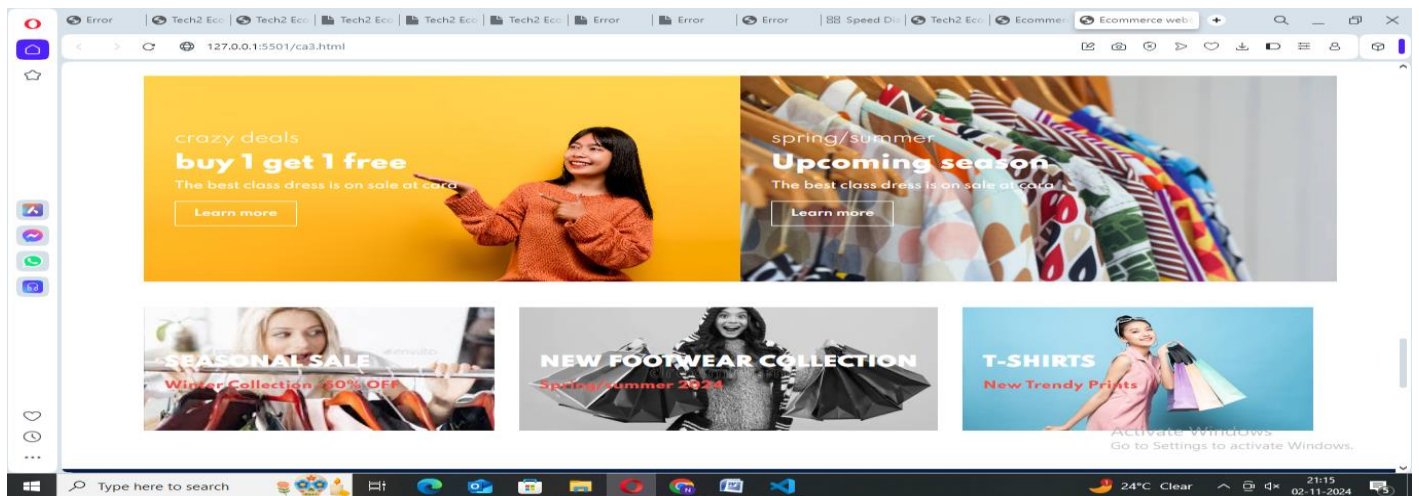 Error
Tech2 Eco
Tech2 Eco
Tech2 Eco
Tech2 Eco
Tech2 Eco
Error
Error
Error
Speed Dia
Tech2 Eco
Ecommer
Ecommerce webs
127.0.0.1:5501/ca3.html
crazy deals
buy 1 get 1 free
The best class dress is on sale at cara
Learn more
spring/summer
Upcoming season
The best class dress is on sale at cara
Learn more
SEASONAL SALE
Winter Collection -50% OFF
NEW FOOTWEAR COLLECTION
Spring/summer 2024
T-SHIRTS
New Trendy Prints
Activate Windows
Go to Settings to activate Windows.
Type here to search
24°C Clear
21:15
02-11-2024
5